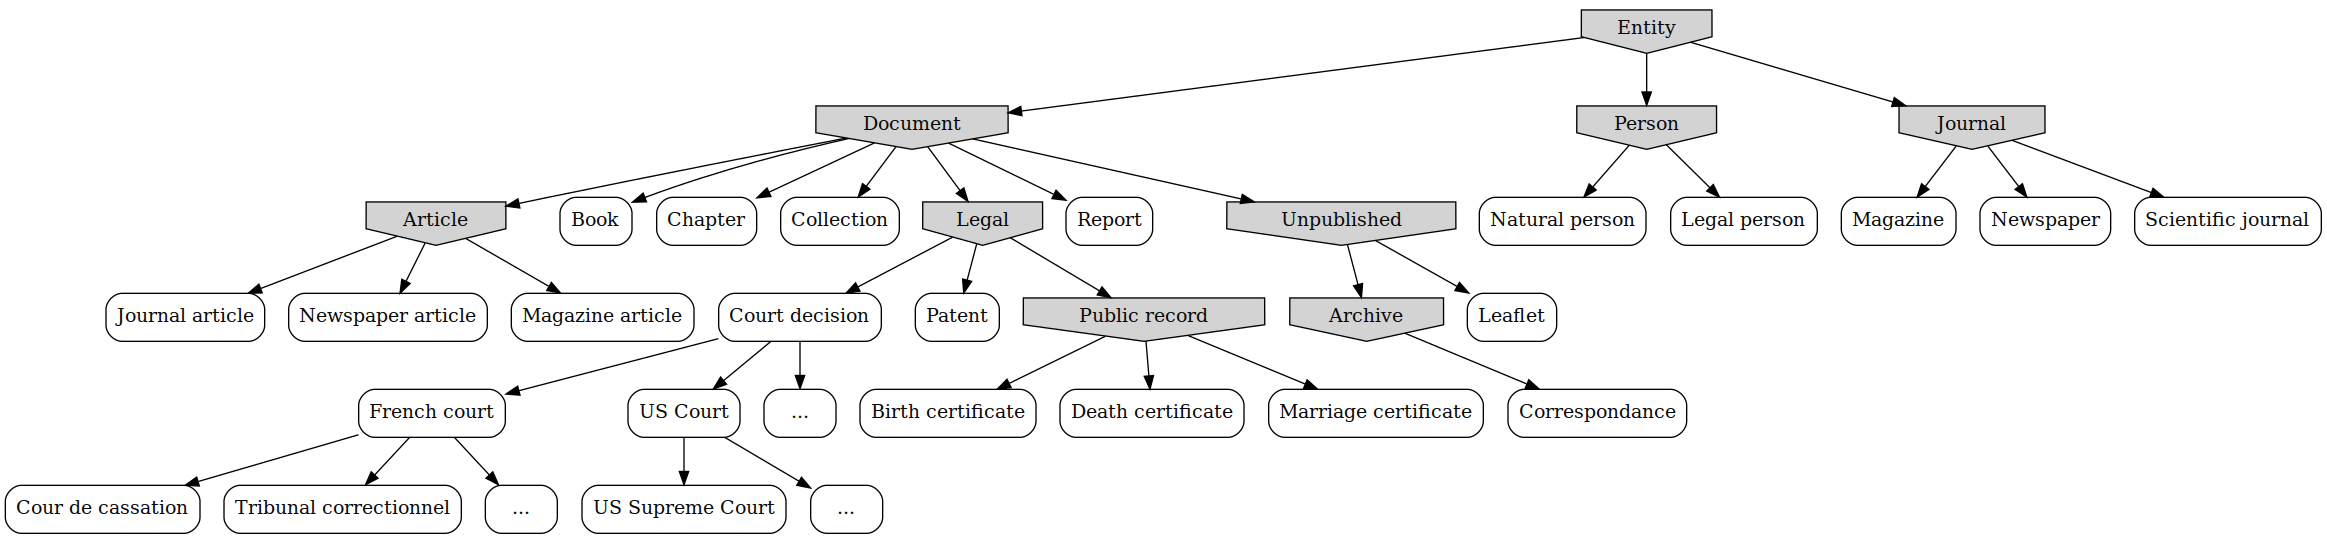 Entity
Document
Person
Journal
Article
Book
Chapter
Collection
Legal
Report
Unpublished
Natural person
Legal person
Magazine
Newspaper
Scientific journal
Journal article
Newspaper article
Magazine article
Court decision
Patent
Public record
Archive
Leaflet
French court
US Court
...
Birth certificate
Death certificate
Marriage certificate
Correspondance
Cour de cassation
Tribunal correctionnel
...
US Supreme Court
...